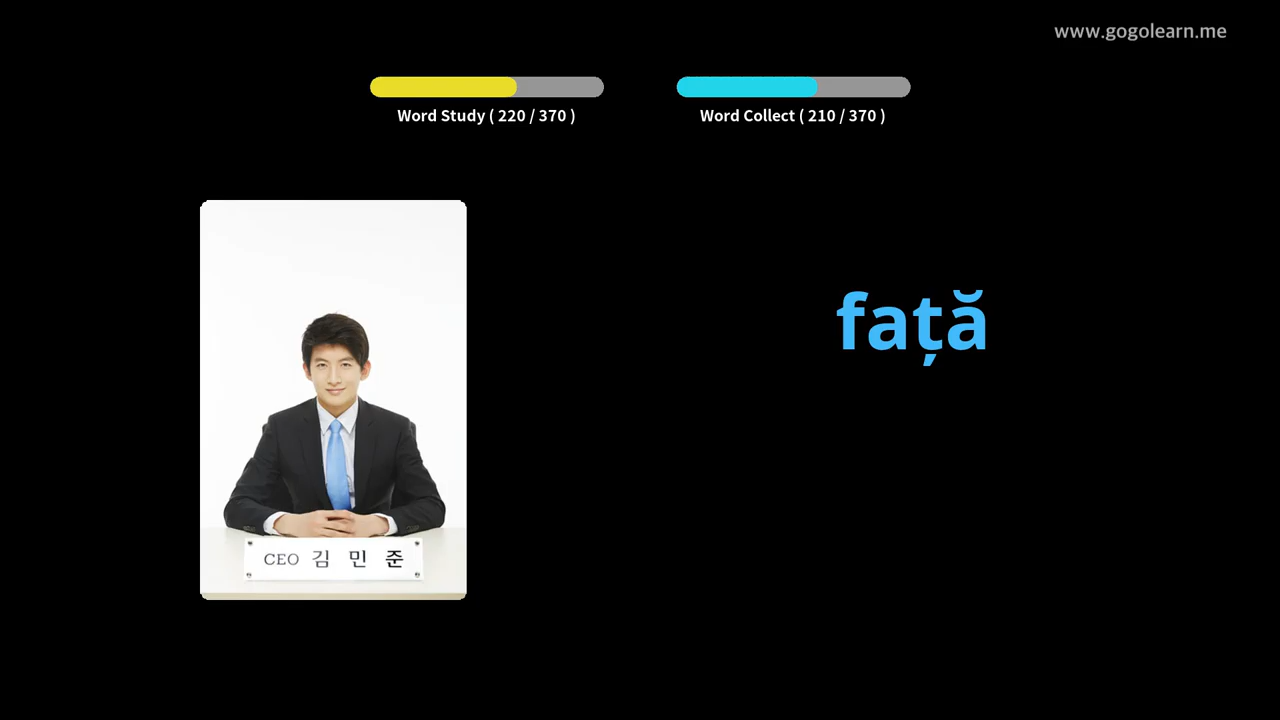 www.gogolearn.me
Word Study ( 220 / 370 )
Word Collect ( 210 / 370 )
față
CEO 김 민 준